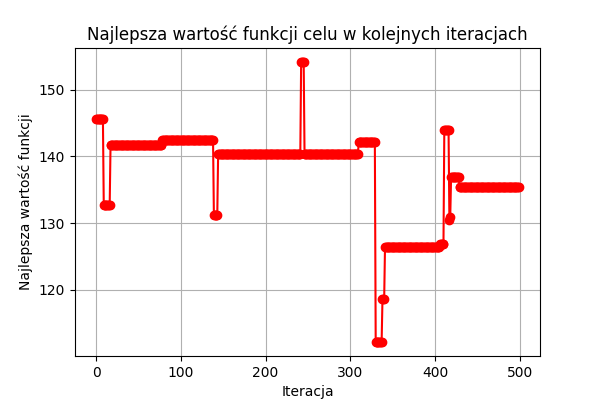 Najlepsza wartość funkcji celu w kolejnych iteracjach
Najlepsza wartość funkcji
150
140
130
120
0 100 200 300 400 500
Iteracja